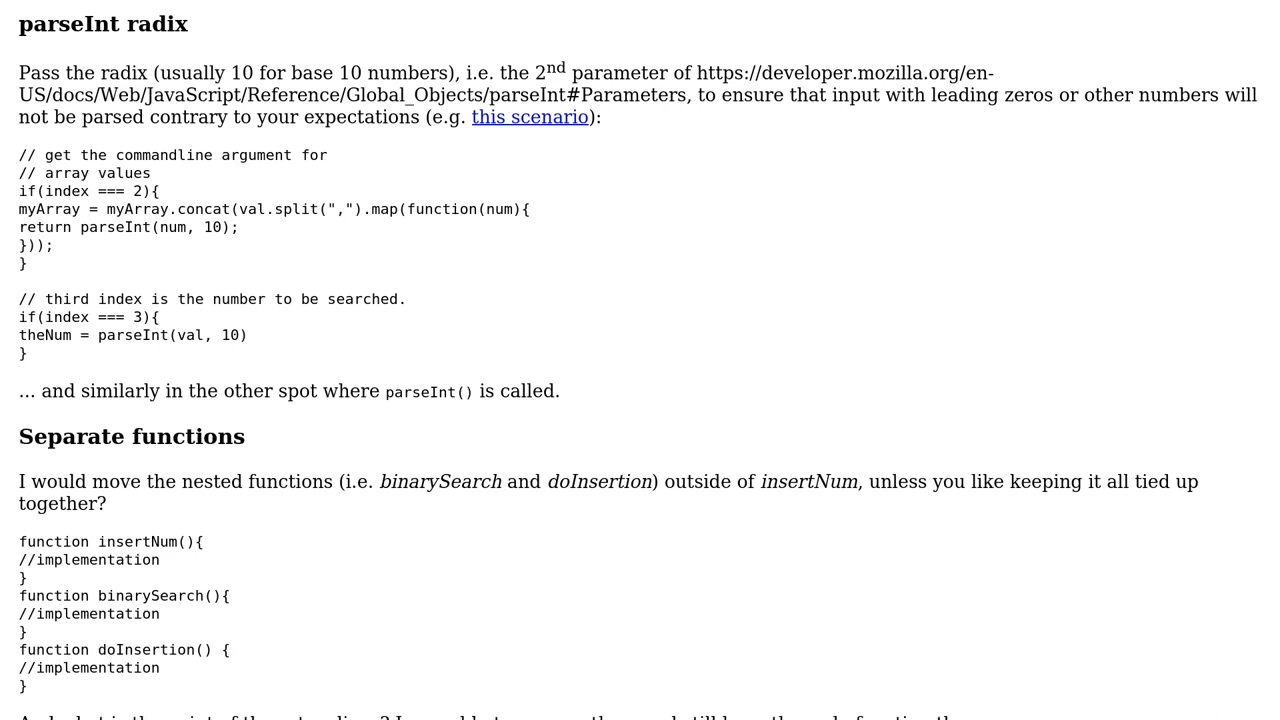 parseInt radix
Pass the radix (usually 10 for base 10 numbers), i.e. the 2nd parameter of https://developer.mozilla.org/en-
US/docs/Web/JavaScript/Reference/Global_Objects/parseInt#Parameters, to ensure that input with leading zeros or other numbers will
not be parsed contrary to your expectations (e.g. this scenario):
// get the commandline argument for
// array values
if(index === 2){
myArray = myArray.concat(val.split(",").map(function(num){
return parseInt(num, 10);
}));
}
// third index is the number to be searched.
if(index === 3){
theNum = parseInt(val, 10)
}
... and similarly in the other spot where parseInt() is called.
Separate functions
I would move the nested functions (i.e. binarySearch and doInsertion) outside of insertNum, unless you like keeping it all tied up
together?
function insertNum(){
//implementation
}
function binarySearch(){
//implementation
}
function doInsertion() {
//implementation
}